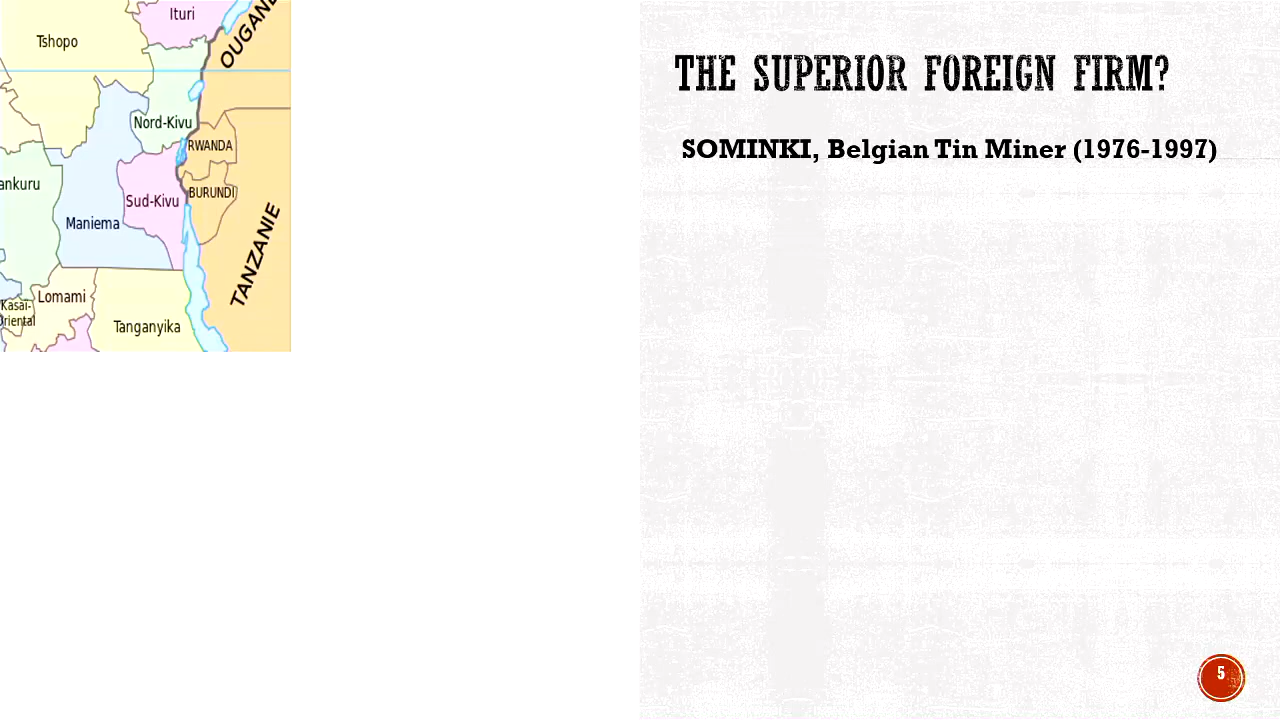 Ituri
OUGAN
Tshopo
Nord-Kivu
RWANDA
ankuru
BURUNDI
Sud-Kivu
Maniema
TANZANIE
Lomami
Kasaï-
Oriental
Tanganyika
THE SUPERIOR FOREIGN FIRM?
SOMINKI, Belgian Tin Miner (1976-1997)
5